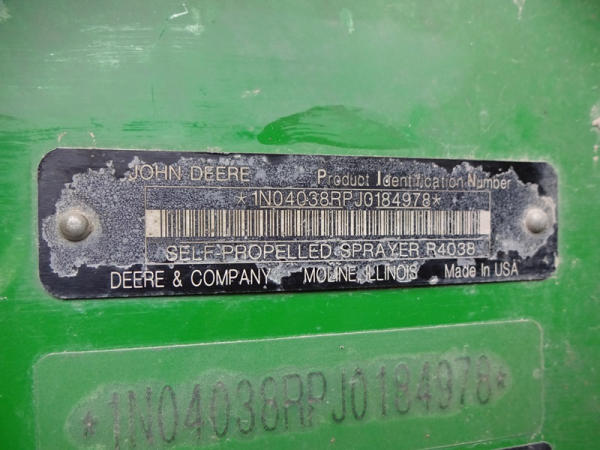 JOHN DEERE Product Identification Number
*1N04038RPJ0184978*
SELF-PROPELLED SPRAYER R4038
DEERE & COMPANY MOLINE, ILLINOIS Made In USA
*1N04038RPJ0184978*